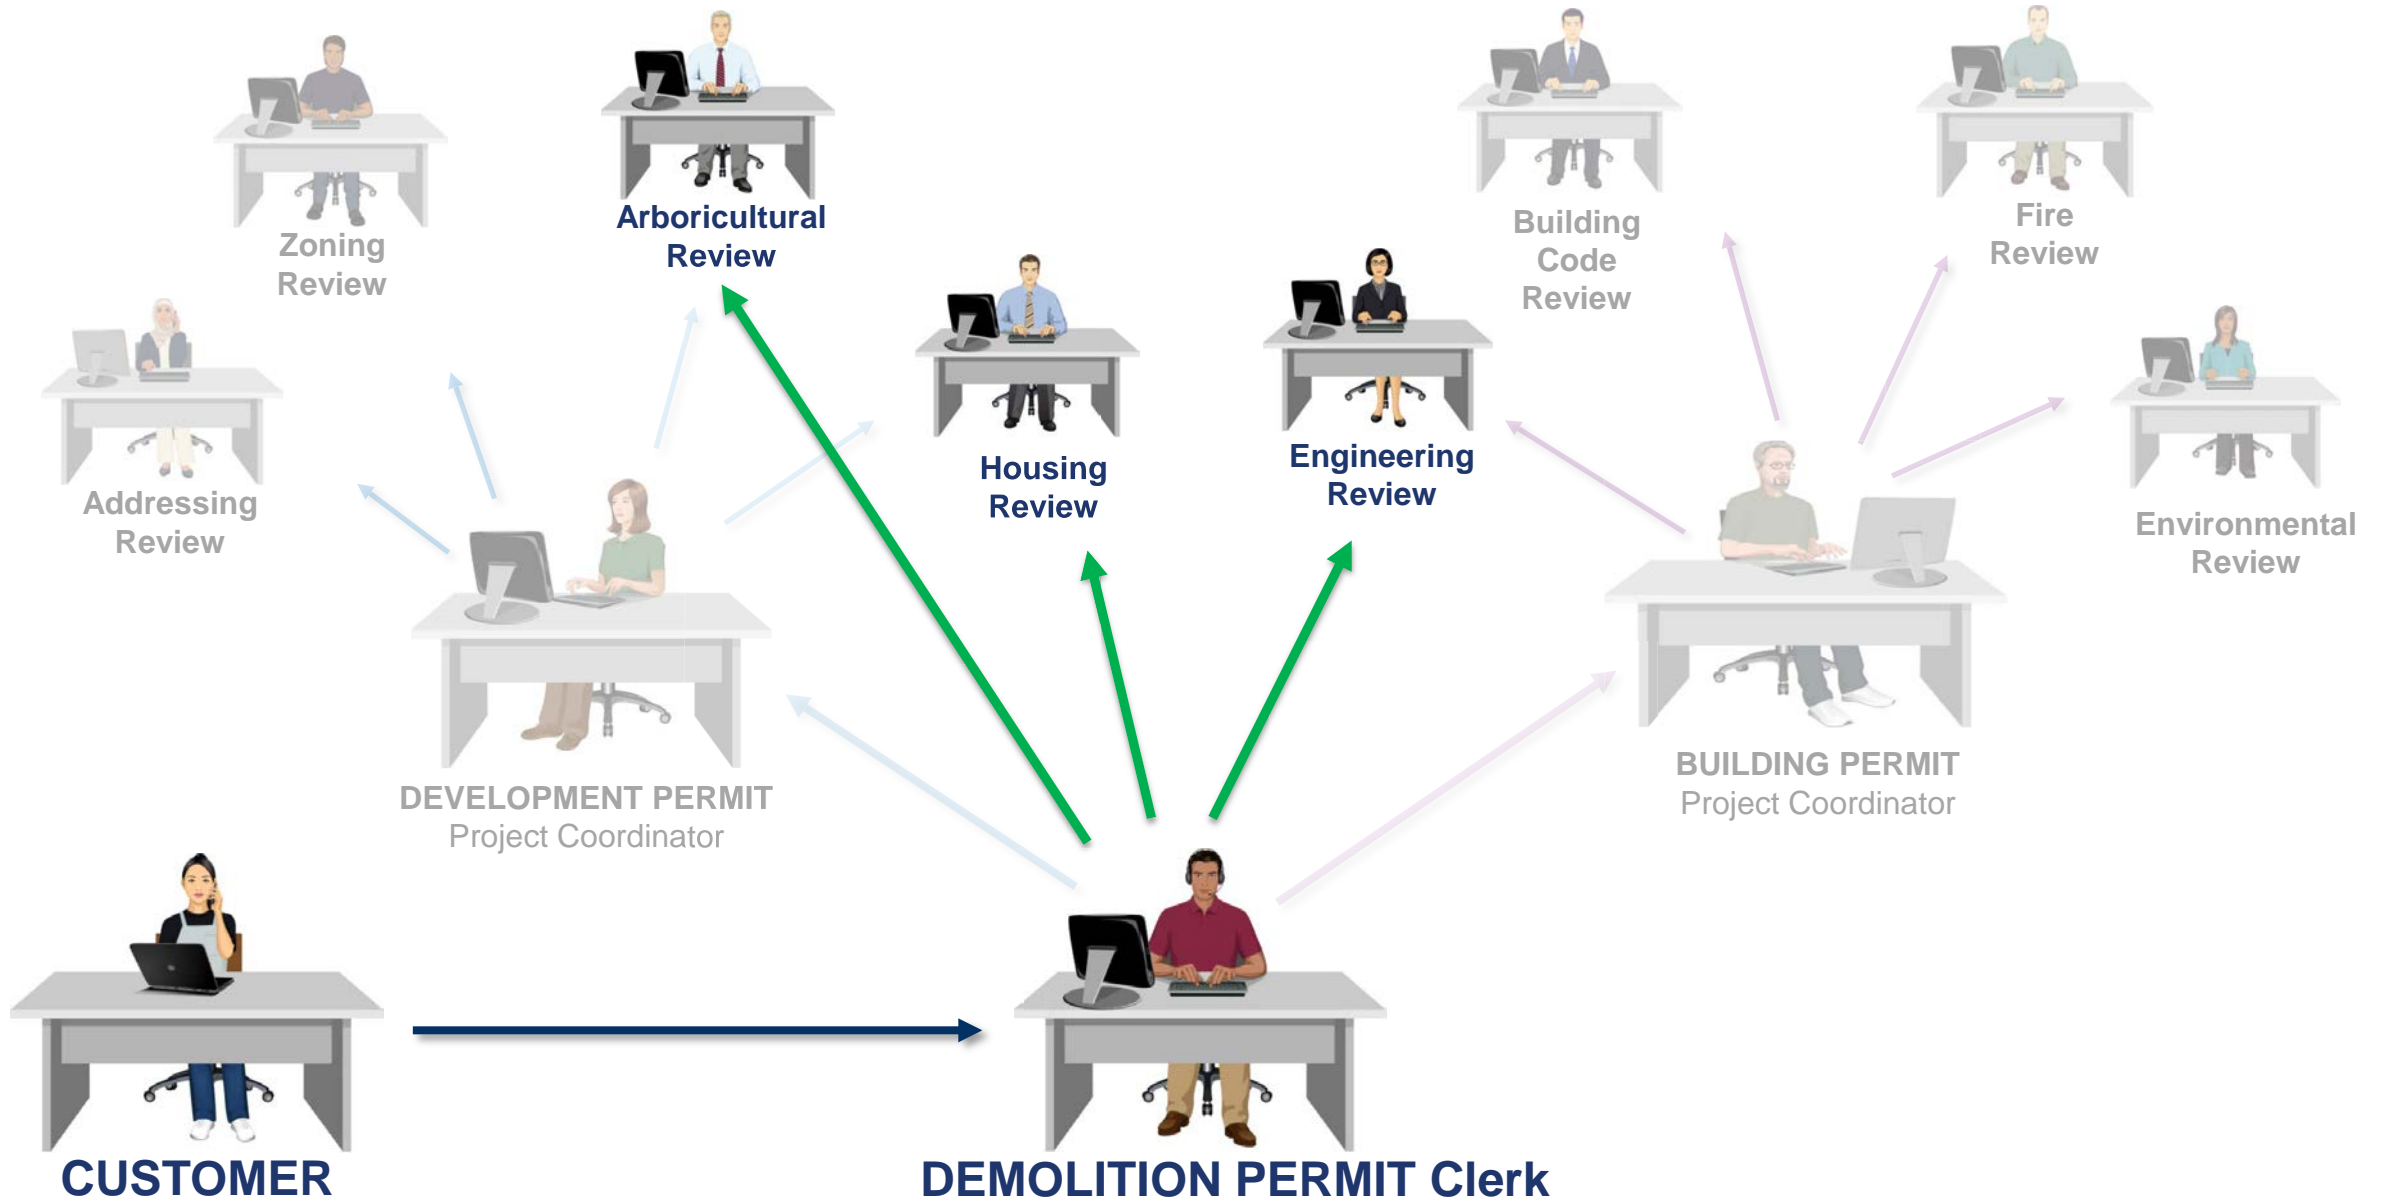 Arboricultural
Review
Zoning
Review
Building
Code
Review
Fire
Review
Addressing
Review
Housing
Review
Engineering
Review
Environmental
Review
DEVELOPMENT PERMIT
Project Coordinator
BUILDING PERMIT
Project Coordinator
CUSTOMER
DEMOLITION PERMIT Clerk